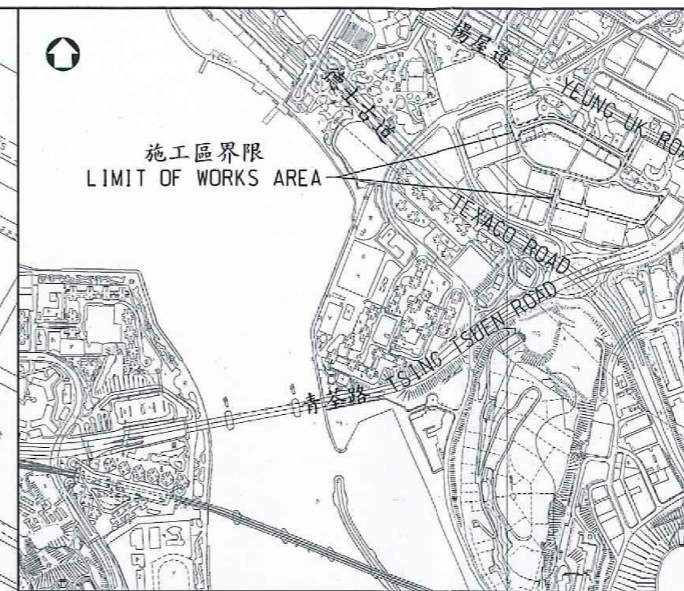 楊屋道
YEUNG UK ROAD
德士古道
施工區界限
LIMIT OF WORKS AREA
TEXACO ROAD
青荃路 TSING TSUEN ROAD